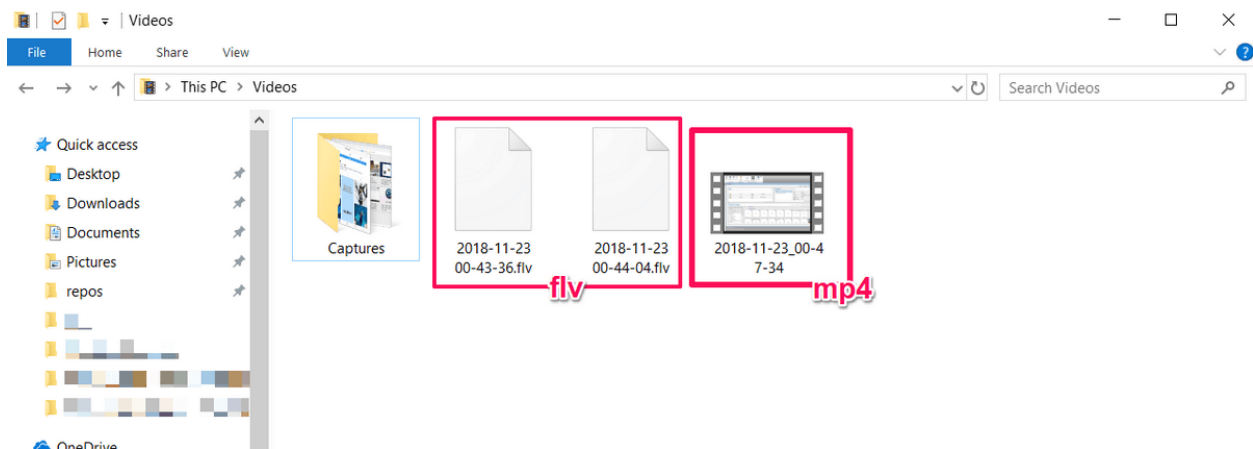 Videos
File Home Share View
This PC > Videos
Search Videos
Quick access
Desktop
Downloads
Documents
Pictures
repos
OneDrive
Captures
2018-11-23
00-43-36.flv
2018-11-23
00-44-04.flv
2018-11-23_00-4
7-34
flv
mp4